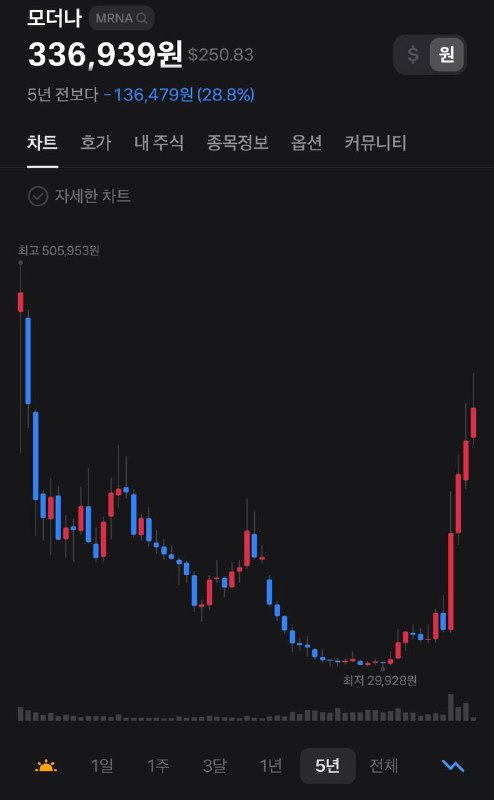 모더나 MRNA
336,939원 $250.83
$ 원
5년 전보다 -136,479원 (28.8%)
차트 호가 내 주식 종목정보 옵션 커뮤니티
자세한 차트
최고 505,953원
최저 29,928원
1일 1주 3달 1년 5년 전체